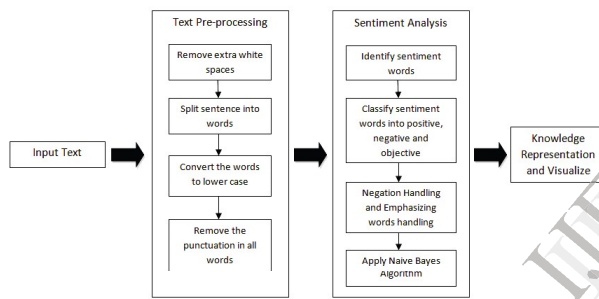 Input Text
Text Pre-processing
Remove extra white
spaces
Split sentence into
words
Convert the words
to lower case
Remove the
punctuation in all
words
Sentiment Analysis
Identify sentiment
words
Classify sentiment
words into positive,
negative and
objective
Negation Handling
and Emphasizing
words handling
Apply Naive Bayes
Algorithm
Knowledge
Representation
and Visualize